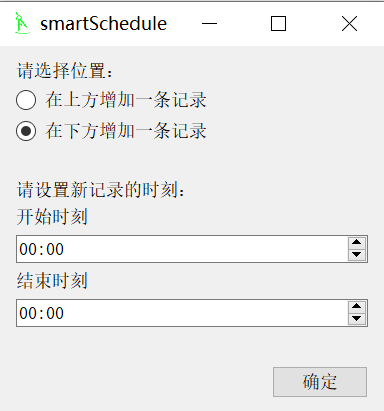 smartSchedule
请选择位置：
在上方增加一条记录
在下方增加一条记录
请设置新记录的时刻：
开始时刻
00:00
结束时刻
00:00
确定